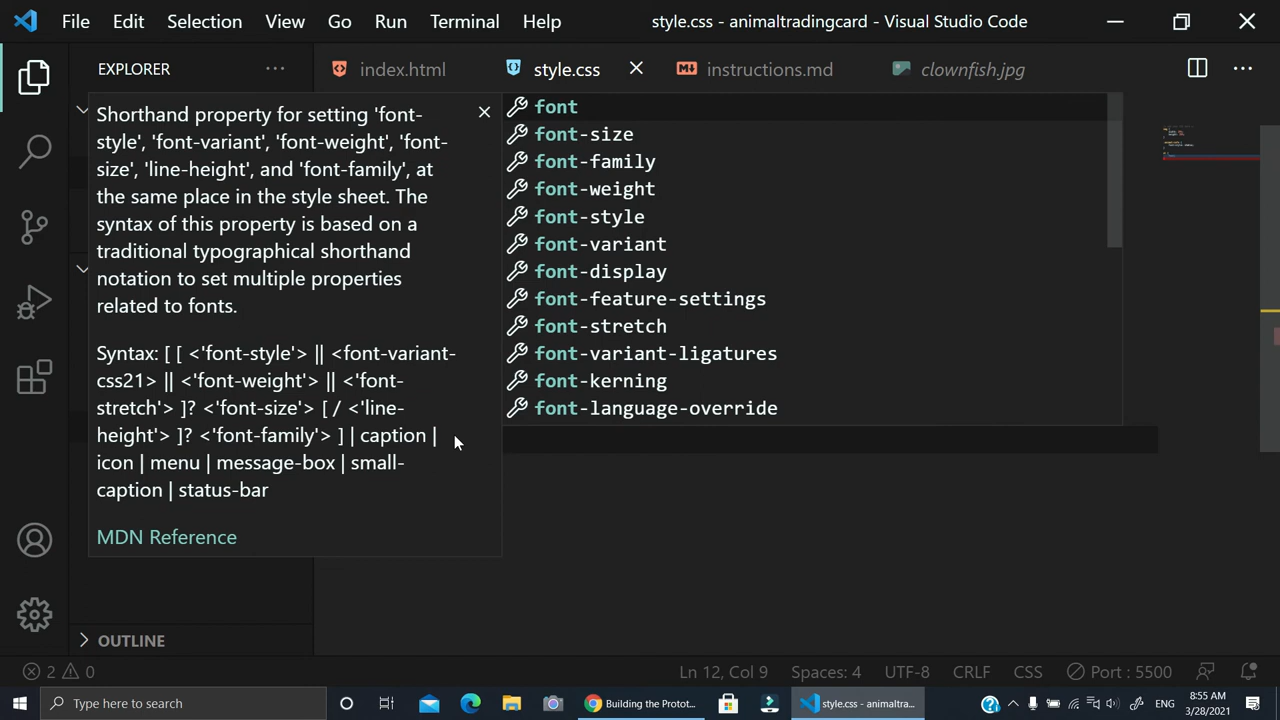 File Edit Selection View Go Run Terminal Help style.css - animaltradingcard - Visual Studio Code
EXPLORER
index.html style.css instructions.md clownfish.jpg
Shorthand property for setting 'font-
style', 'font-variant', 'font-weight', 'font-
size', 'line-height', and 'font-family', at
the same place in the style sheet. The
syntax of this property is based on a
traditional typographical shorthand
notation to set multiple properties
related to fonts.
Syntax: [ [ <'font-style'> || <font-variant-
css21> || <'font-weight'> || <'font-
stretch'> ]? <'font-size'> [ / <'line-
height'> ]? <'font-family'> ] | caption |
icon | menu | message-box | small-
caption | status-bar
MDN Reference
font
font-size
font-family
font-weight
font-style
font-variant
font-display
font-feature-settings
font-stretch
font-variant-ligatures
font-kerning
font-language-override
OUTLINE
2 0 Ln 12, Col 9 Spaces: 4 UTF-8 CRLF CSS Port : 5500
Type here to search Building the Protot... style.css - animaltra... ENG 8:55 AM
3/28/2021